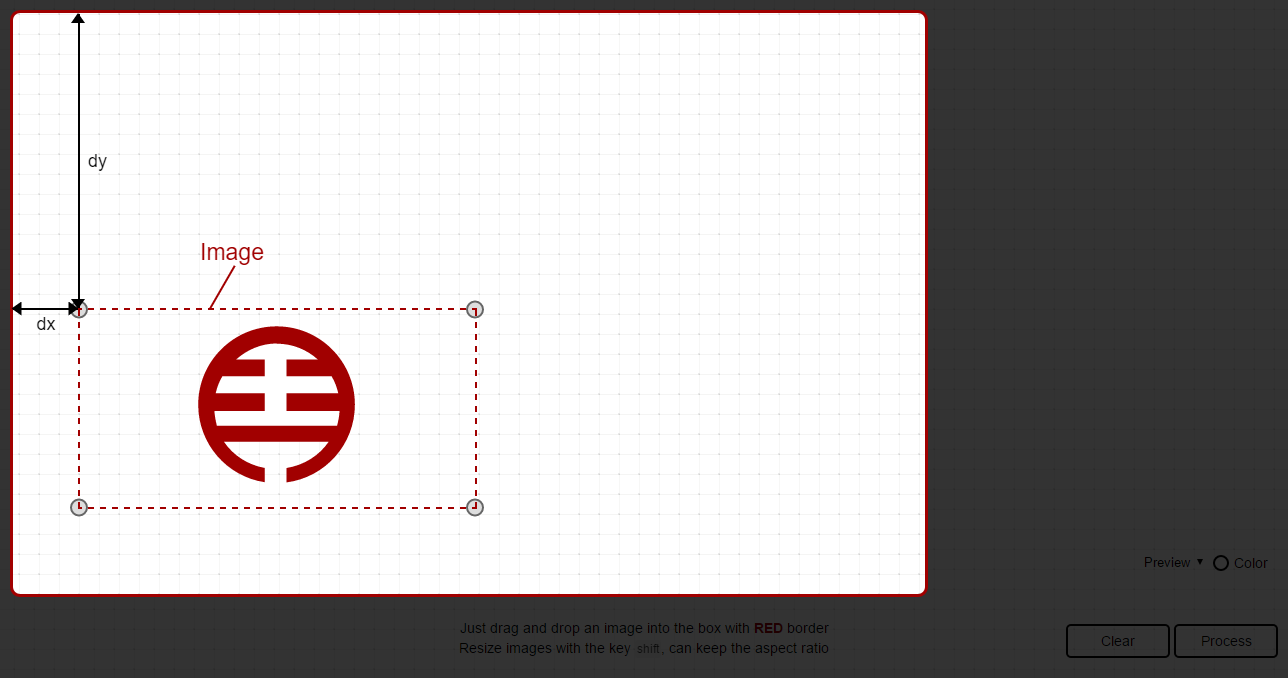 dy
Image
dx
Preview ▼ Color
Just drag and drop an image into the box with RED border
Resize images with the key shift, can keep the aspect ratio
Clear
Process